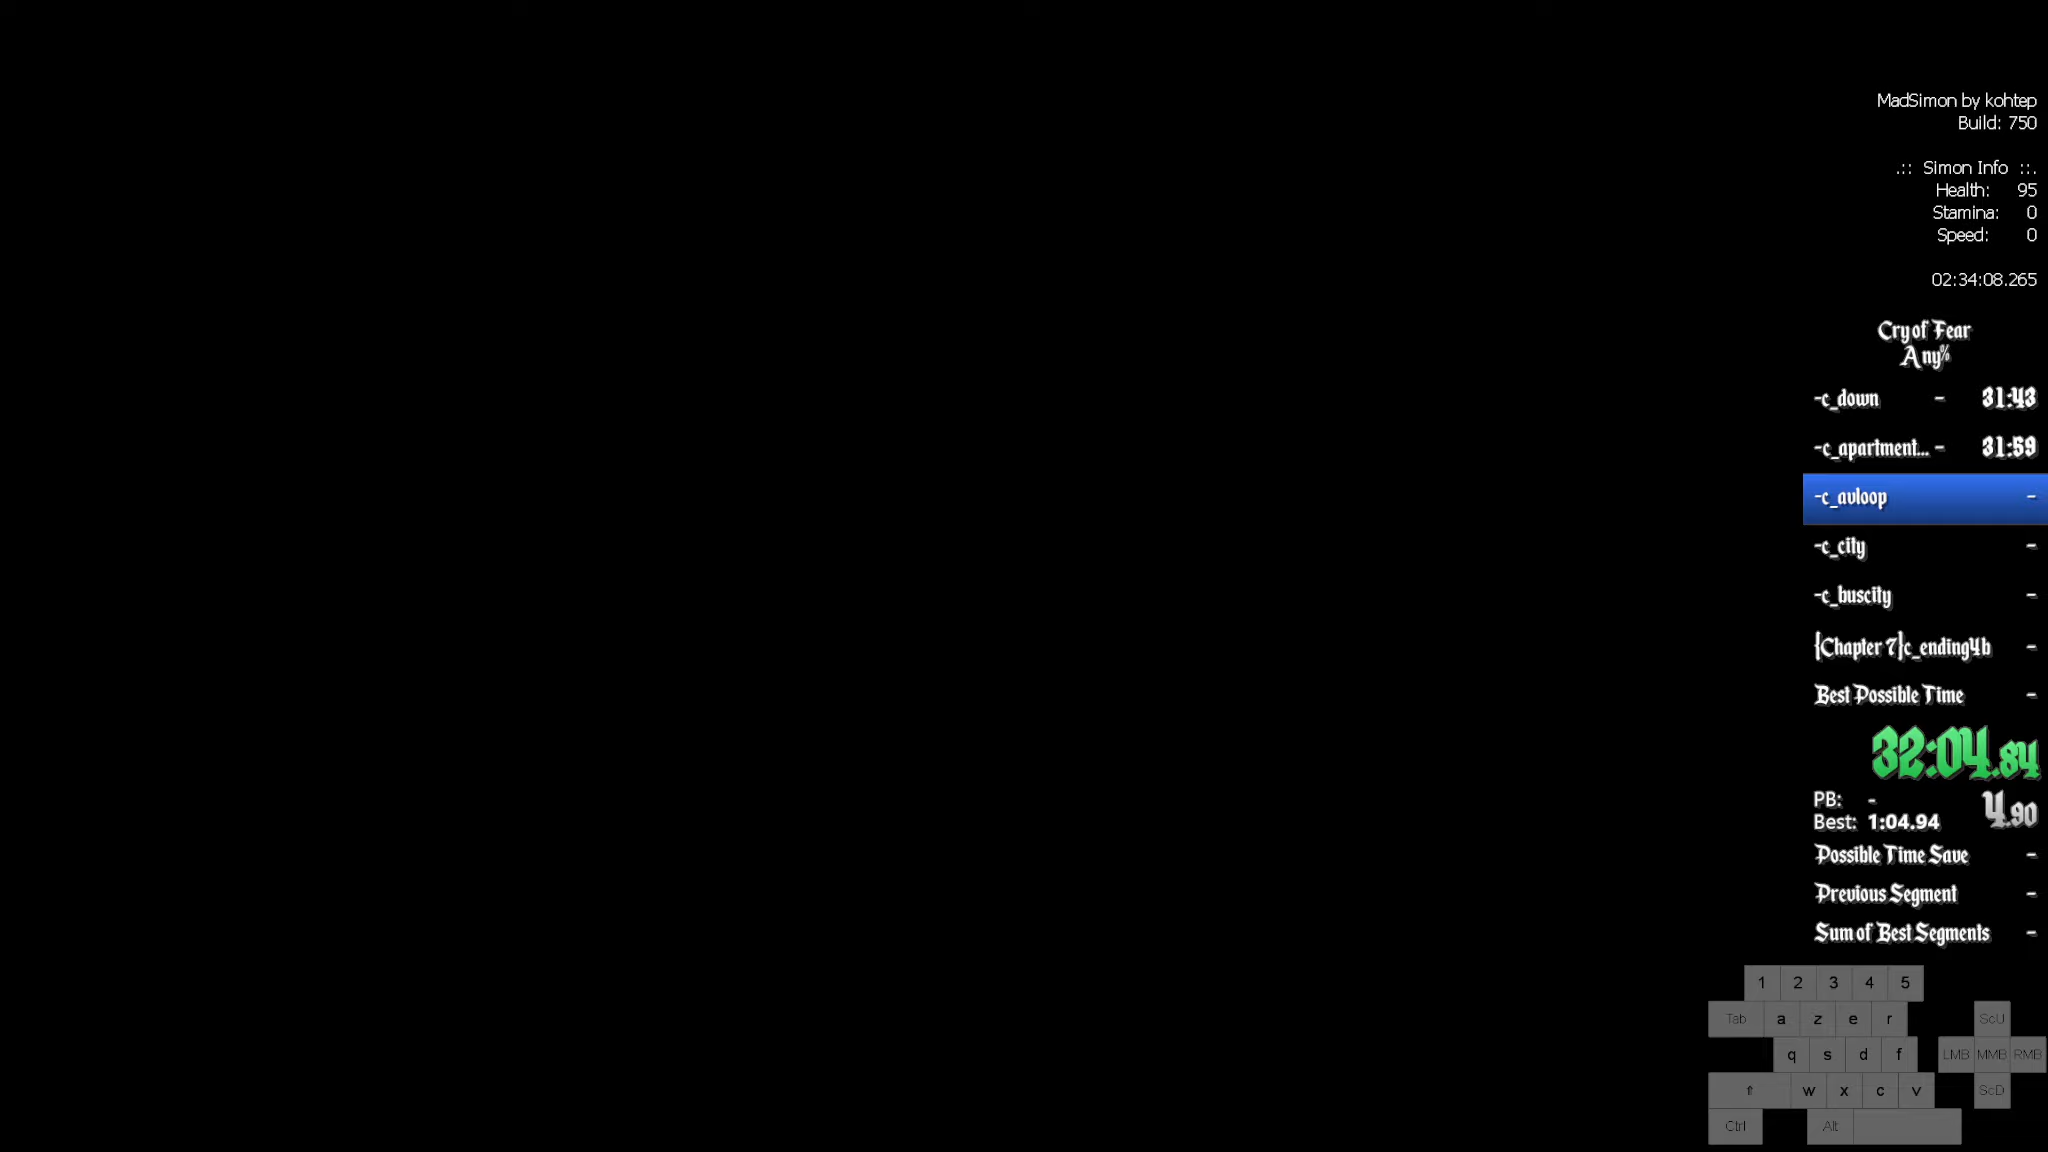 MadSimon by kohtep
Build: 750
.:: Simon Info ::.
Health: 95
Stamina: 0
Speed: 0
02:34:08.265
Cry of Fear
Any%
-c_down - 31:43
-c_apartment... - 31:59
-c_avloop -
-c_city -
-c_buscity -
{Chapter 7}c_ending4b -
Best Possible Time -
32:04.84
PB: - 4.90
Best: 1:04.94
Possible Time Save -
Previous Segment -
Sum of Best Segments -
1 2 3 4 5
Tab a z e r ScU
q s d f LMB MMB RMB
⇑ w x c v ScD
Ctrl Alt